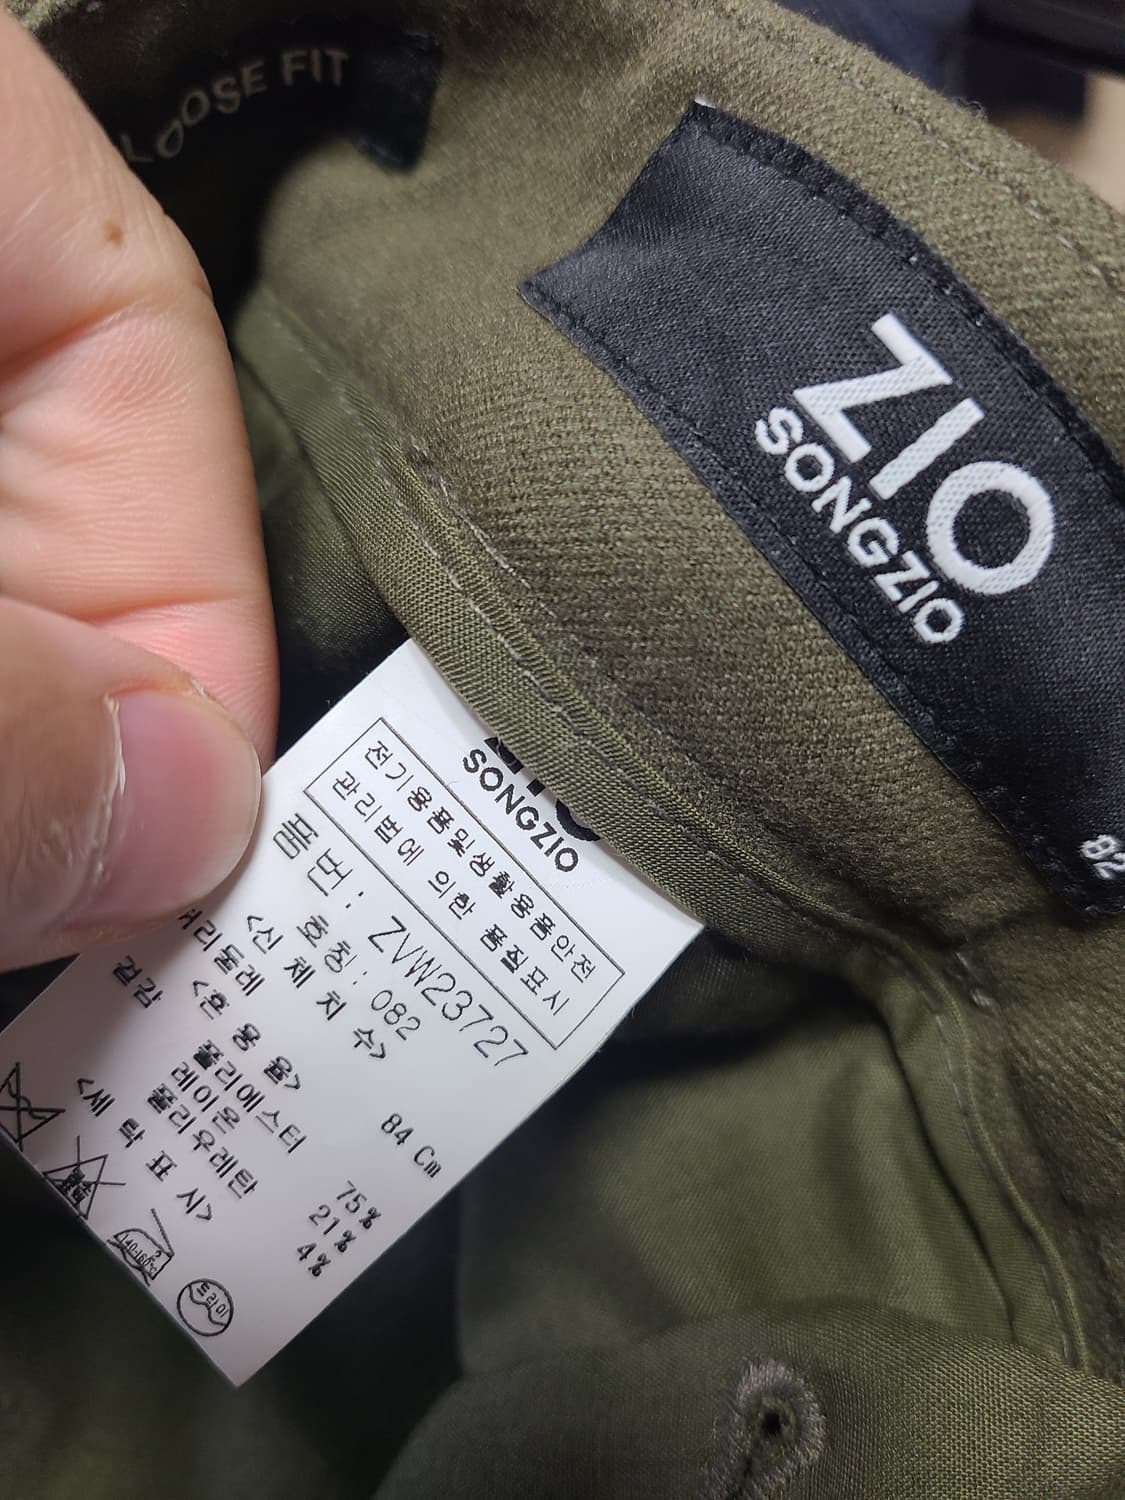 LOOSE FIT
ZIO
SONGZIO
82
SONGZIO
전기용품및생활용품안전
관리법에 의한 품질표시
품번: ZVW23727
호칭: 082
<신 체 치 수>
허리둘레 84 Cm
<혼 용 율>
겉감
폴리에스터 75%
레이온 21%
폴리우레탄 4%
<세 탁 표 시>
드라이